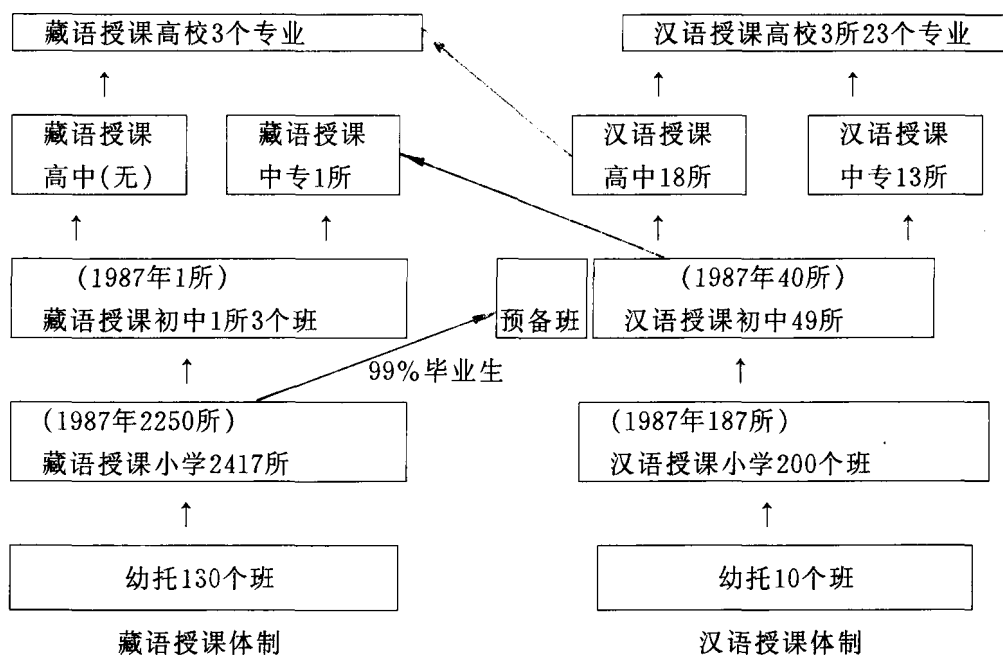 藏语授课高校3个专业
汉语授课高校3所23个专业
↑
↑
↑
藏语授课
高中(无)
藏语授课
中专1所
汉语授课
高中18所
汉语授课
中专13所
↑
↑
↑
↑
(1987年1所)
藏语授课初中1所3个班
预备班
(1987年40所)
汉语授课初中49所
↑
99%毕业生
↑
(1987年2250所)
藏语授课小学2417所
(1987年187所)
汉语授课小学200个班
↑
↑
幼托130个班
幼托10个班
藏语授课体制
汉语授课体制